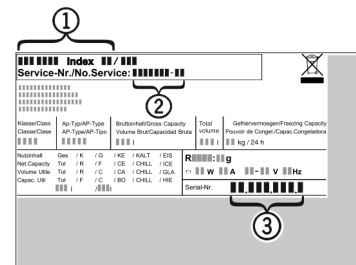 1
Index /
Service-Nr./No.Service: -
2
Klasse/Class Ap-Typ/AP-Type Bruttoinhalt/Gross Capacity Total Gefriervermoegen/Freezing Capacity
Classe/Clase AP-Type/AP-Tipo Volume Brut/Capacidad Bruta volume Pouvoir de Congel./Capac.Congeladora
l l kg / 24 h
Nutzinhalt Ges / K / G / KE / KALT / EIS
Net.Capacity Tot / R / F / CE / CHILL / ICE
Volume Utile Tot / R / C / CA / CHILL / GLA
Capac. Util Tot / F / C / BO / CHILL / HIE
l / l
R : g
W A - V Hz
Serial-Nr. . . .
3